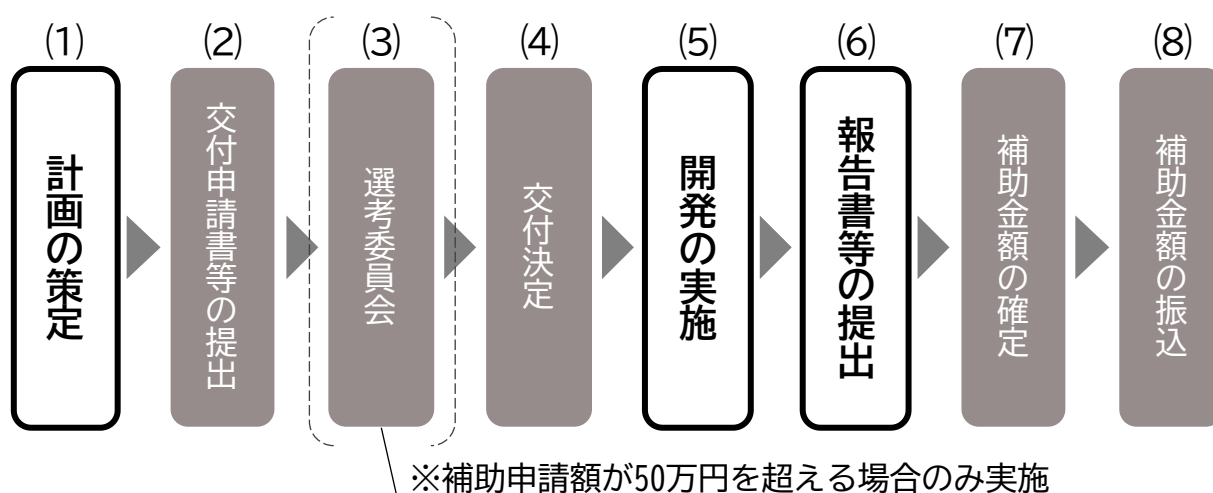 (1)
計画の策定
(2)
交付申請書等の提出
(3)
選考委員会
(4)
交付決定
(5)
開発の実施
(6)
報告書等の提出
(7)
補助金額の確定
(8)
補助金額の振込
※補助申請額が50万円を超える場合のみ実施